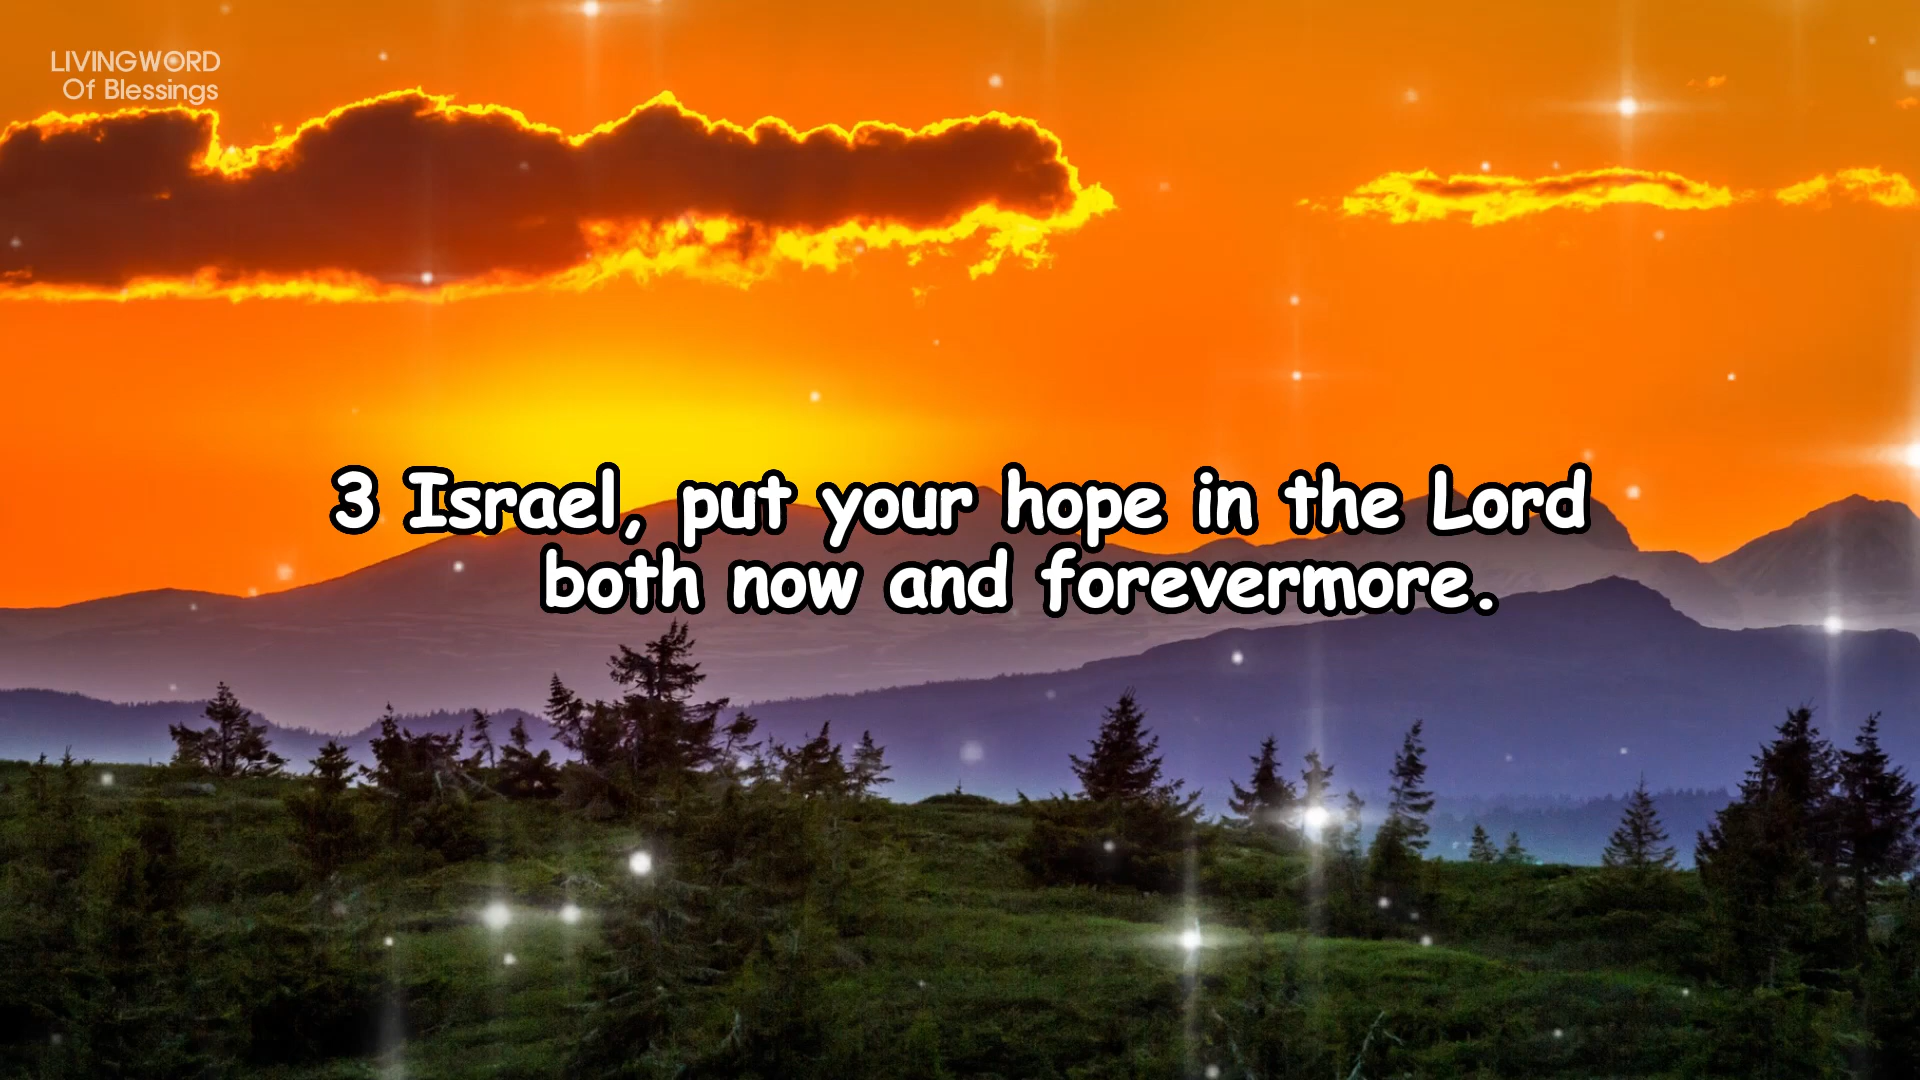 LIVINGWORD
Of Blessings
3 Israel, put your hope in the Lord
both now and forevermore.